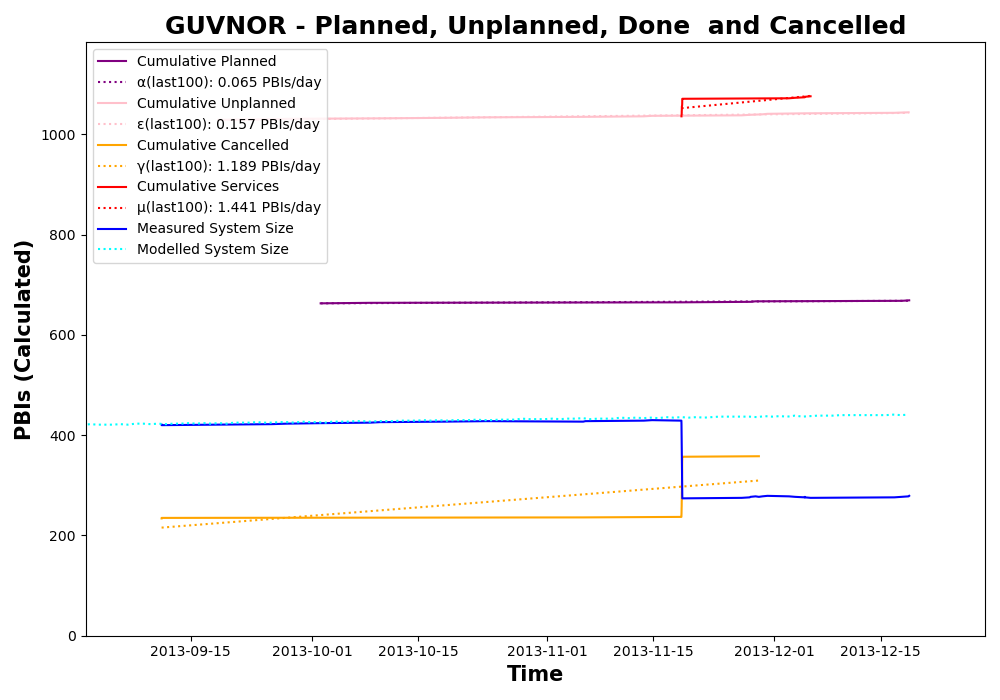 GUVNOR - Planned, Unplanned, Done  and Cancelled
Cumulative Planned
α(last100): 0.065 PBIs/day
Cumulative Unplanned
ε(last100): 0.157 PBIs/day
Cumulative Cancelled
γ(last100): 1.189 PBIs/day
Cumulative Services
μ(last100): 1.441 PBIs/day
Measured System Size
Modelled System Size
PBIs (Calculated)
1000
800
600
400
200
0
2013-09-15
2013-10-01
2013-10-15
2013-11-01
2013-11-15
2013-12-01
2013-12-15
Time